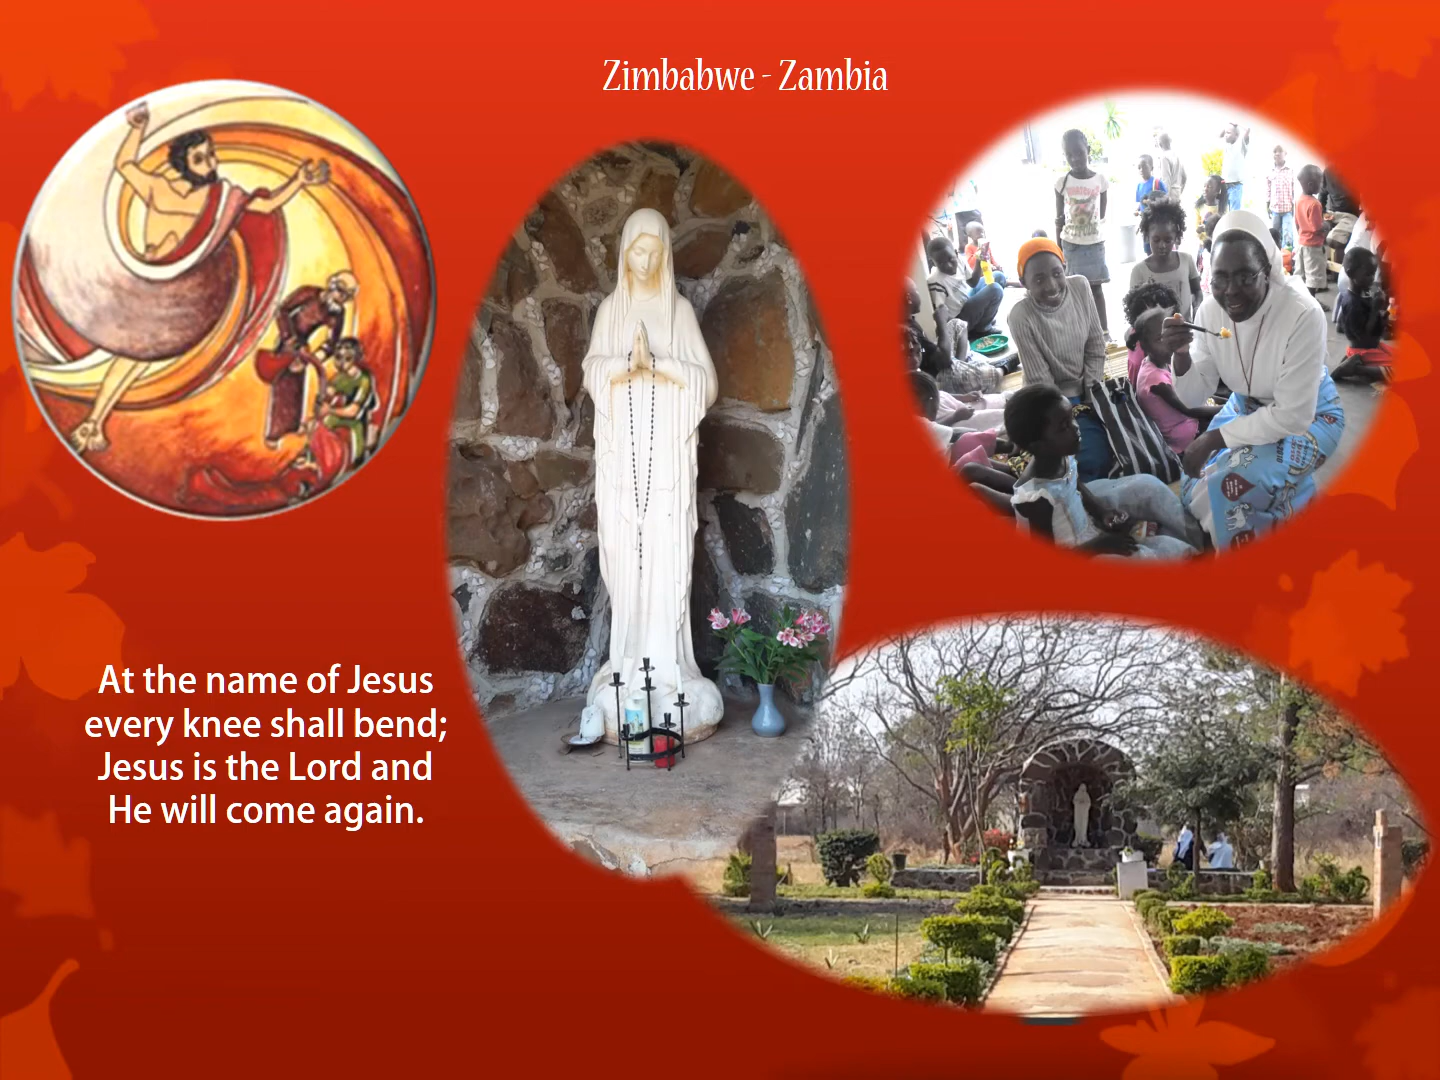 Zimbabwe - Zambia
At the name of Jesus
every knee shall bend;
Jesus is the Lord and
He will come again.